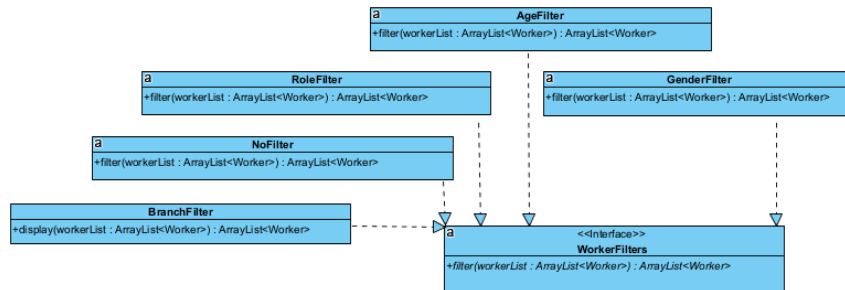 a
AgeFilter
+filter(workerList : ArrayList<Worker>) : ArrayList<Worker>
a
RoleFilter
+filter(workerList : ArrayList<Worker>) : ArrayList<Worker>
a
GenderFilter
+filter(workerList : ArrayList<Worker>) : ArrayList<Worker>
a
NoFilter
+filter(workerList : ArrayList<Worker>) : ArrayList<Worker>
BranchFilter
+display(workerList : ArrayList<Worker>) : ArrayList<Worker>
a
<<Interface>>
WorkerFilters
+filter(workerList : ArrayList<Worker>) : ArrayList<Worker>